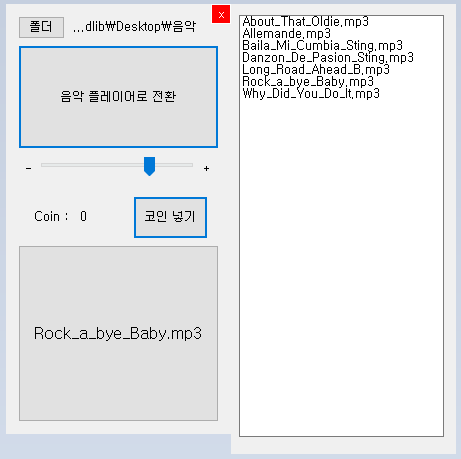 x
폴더 ...dlib₩Desktop₩음악
음악 플레이어로 전환
- +
Coin : 0 코인 넣기
Rock_a_bye_Baby.mp3
About_That_Oldie.mp3
Allemande.mp3
Baila_Mi_Cumbia_Sting.mp3
Danzon_De_Pasion_Sting.mp3
Long_Road_Ahead_B.mp3
Rock_a_bye_Baby.mp3
Why_Did_You_Do_It.mp3